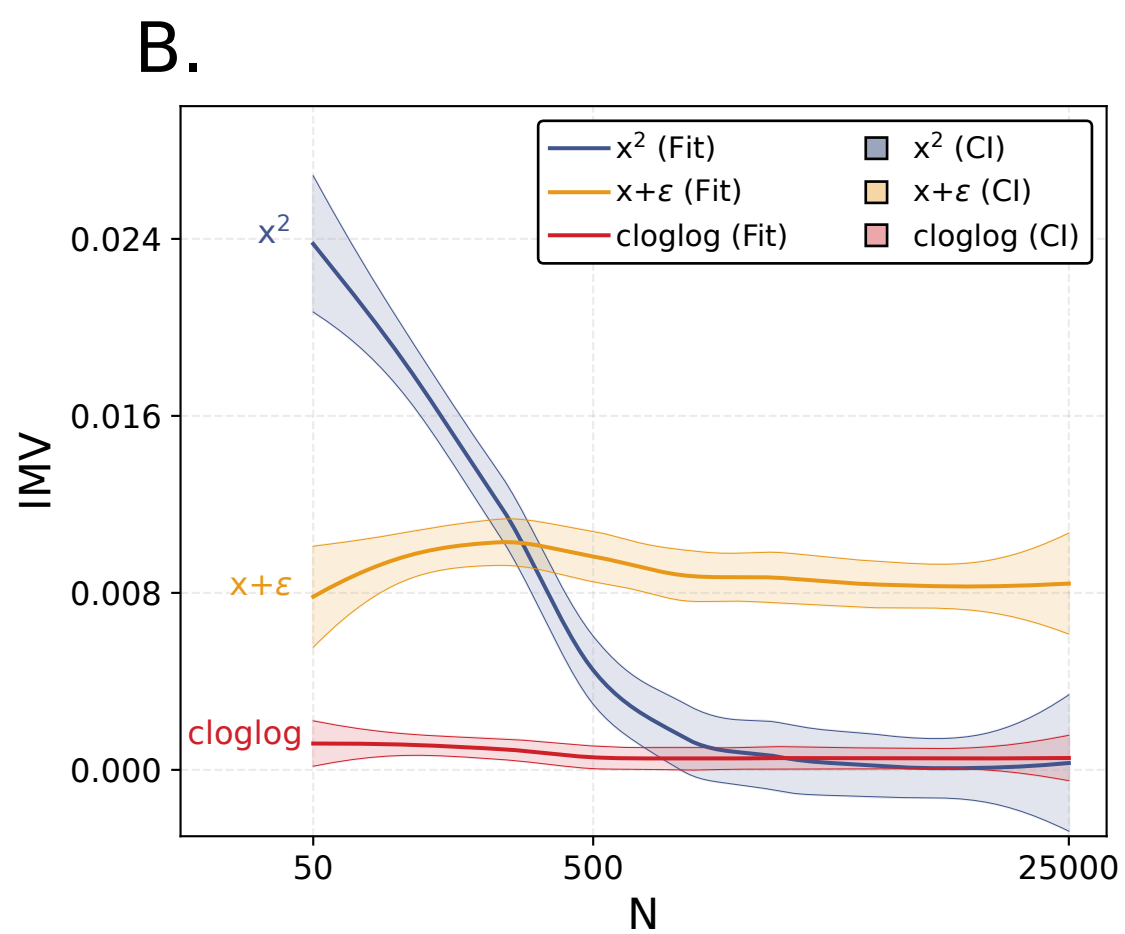 B.
x² (Fit)
x+ε (Fit)
cloglog (Fit)
x² (CI)
x+ε (CI)
cloglog (CI)
x²
x+ε
cloglog
0.024
0.016
0.008
0.000
IMV
50
500
25000
N